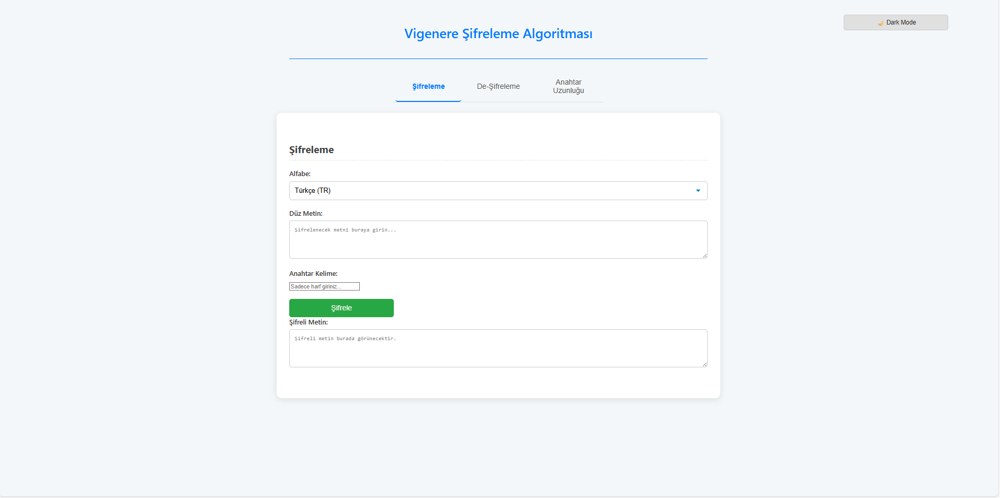 🌙 Dark Mode
Vigenere Şifreleme Algoritması
Şifreleme
De-Şifreleme
Anahtar
Uzunluğu
Şifreleme
Alfabe:
Türkçe (TR)
Düz Metin:
Şifrelenecek metni buraya girin...
Anahtar Kelime:
Sadece harf giriniz...
Şifrele
Şifreli Metin:
Şifreli metin burada görünecektir.